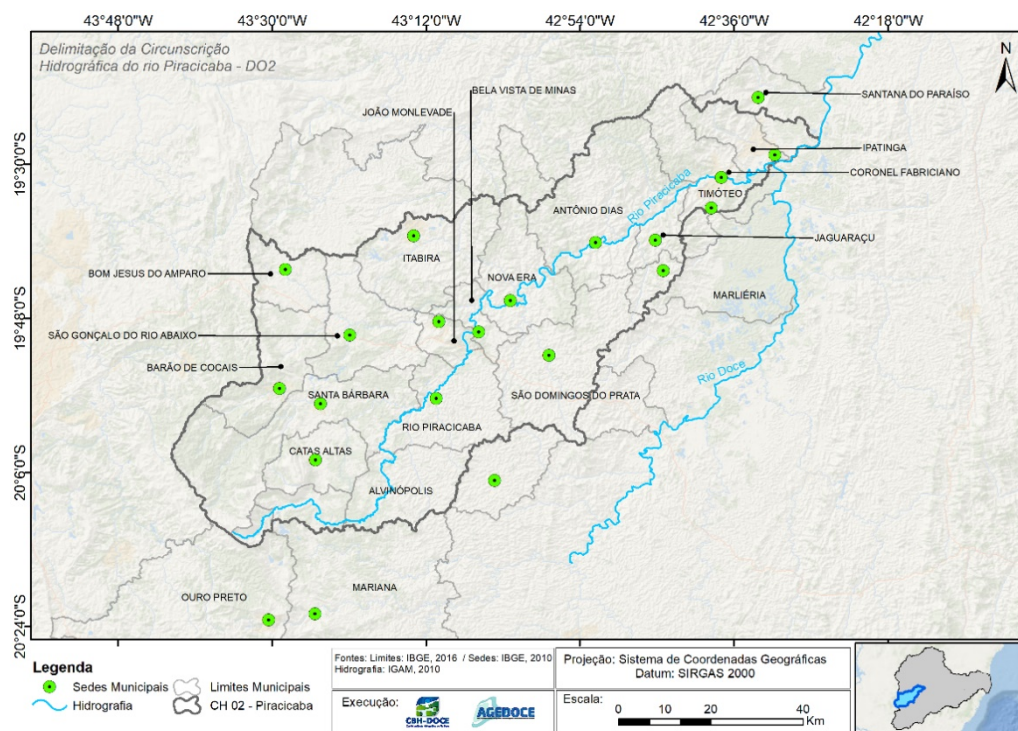 43°48'0"W
43°30'0"W
43°12'0"W
42°54'0"W
42°36'0"W
42°18'0"W
Delimitação da Circunscrição
Hidrográfica do rio Piracicaba - DO2
N
BELA VISTA DE MINAS
SANTANA DO PARAÍSO
JOÃO MONLEVADE
19°30'0"S
IPATINGA
CORONEL FABRICIANO
TIMÓTEO
Rio Piracicaba
ANTÔNIO DIAS
JAGUARAÇU
ITABIRA
BOM JESUS DO AMPARO
NOVA ERA
MARLIÉRIA
19°48'0"S
SÃO GONÇALO DO RIO ABAIXO
BARÃO DE COCAIS
Rio Doce
SANTA BÁRBARA
SÃO DOMINGOS DO PRATA
RIO PIRACICABA
CATAS ALTAS
20°6'0"S
ALVINÓPOLIS
MARIANA
OURO PRETO
20°24'0"S
Legenda
Sedes Municipais
Limites Municipais
Hidrografia
CH 02 - Piracicaba
Fontes: Limites: IBGE, 2016 / Sedes: IBGE, 2010
Hidrografia: IGAM, 2010
Execução:
CBH-DOCE
AGEDOCE
Projeção: Sistema de Coordenadas Geográficas
Datum: SIRGAS 2000
Escala:
0 10 20 40
Km